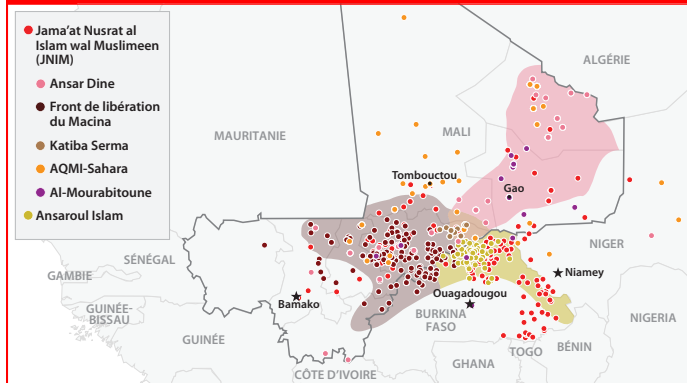 Jama'at Nusrat al
Islam wal Muslimeen
(JNIM)
Ansar Dine
Front de libération
du Macina
Katiba Serma
AQMI-Sahara
Al-Mourabitoune
Ansaroul Islam
ALGÉRIE
MAURITANIE
MALI
Tombouctou
Gao
NIGER
SÉNÉGAL
GAMBIE
Niamey
Bamako
Ouagadougou
GUINÉE-
BISSAU
BURKINA
FASO
NIGERIA
GUINÉE
BÉNIN
TOGO
GHANA
CÔTE D'IVOIRE